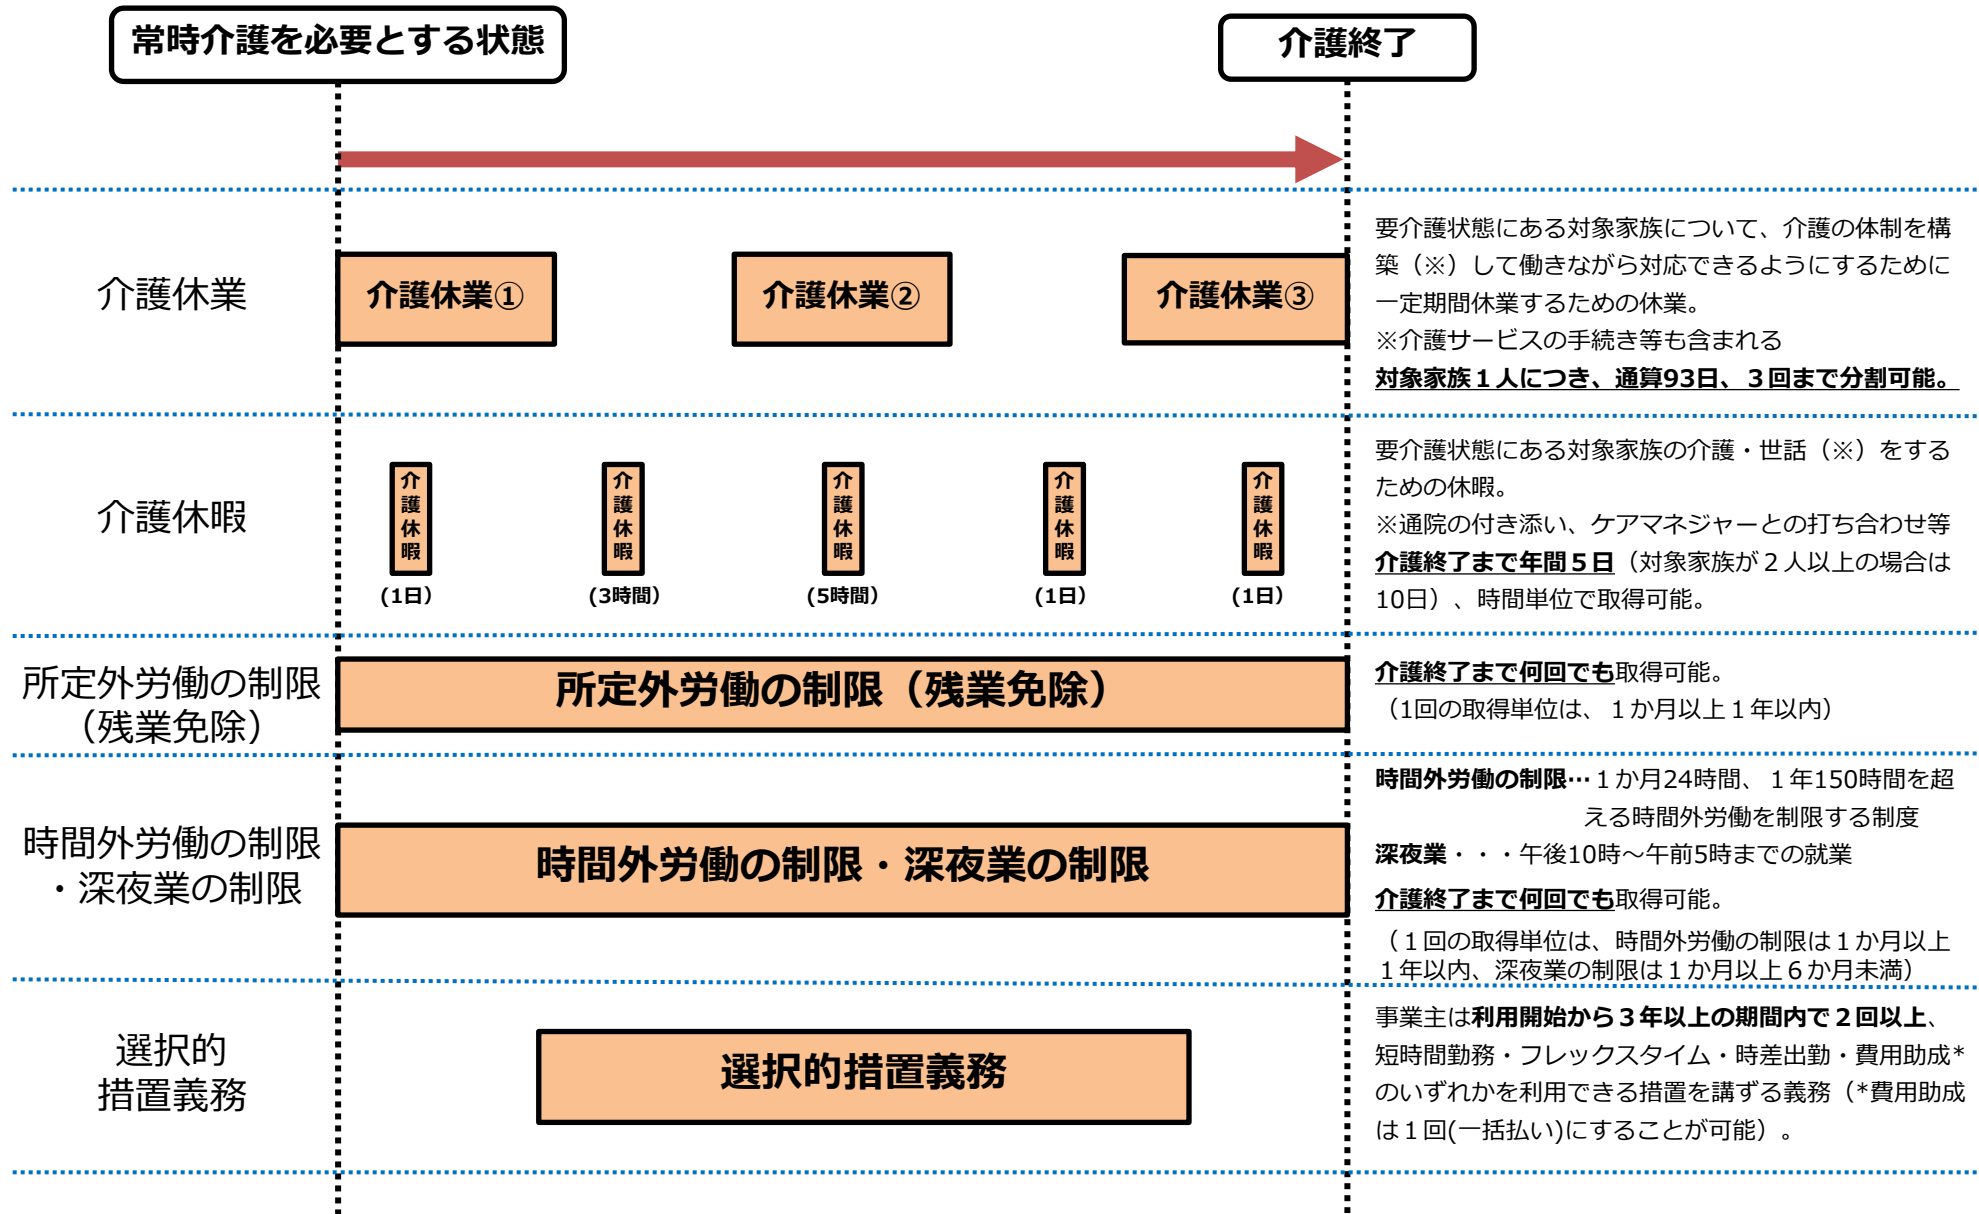 常時介護を必要とする状態
介護終了
介護休業
介護休業①
介護休業②
介護休業③
要介護状態にある対象家族について、介護の体制を構
築（※）して働きながら対応できるようにするために
一定期間休業するための休業。
※介護サービスの手続き等も含まれる
対象家族１人につき、通算93日、３回まで分割可能。
介護休暇
介護休暇
(1日）
介護休暇
(3時間）
介護休暇
(5時間）
介護休暇
(1日）
介護休暇
(1日）
要介護状態にある対象家族の介護・世話（※）をする
ための休暇。
※通院の付き添い、ケアマネジャーとの打ち合わせ等
介護終了まで年間５日（対象家族が２人以上の場合は
10日）、時間単位で取得可能。
所定外労働の制限
（残業免除）
所定外労働の制限（残業免除）
介護終了まで何回でも取得可能。
（1回の取得単位は、１か月以上１年以内）
時間外労働の制限
・深夜業の制限
時間外労働の制限・深夜業の制限
時間外労働の制限…１か月24時間、１年150時間を超
える時間外労働を制限する制度
深夜業・・・午後10時～午前5時までの就業
介護終了まで何回でも取得可能。
（１回の取得単位は、時間外労働の制限は１か月以上
１年以内、深夜業の制限は１か月以上６か月未満）
選択的
措置義務
選択的措置義務
事業主は利用開始から３年以上の期間内で２回以上、
短時間勤務・フレックスタイム・時差出勤・費用助成*
のいずれかを利用できる措置を講ずる義務（*費用助成
は１回(一括払い)にすることが可能）。